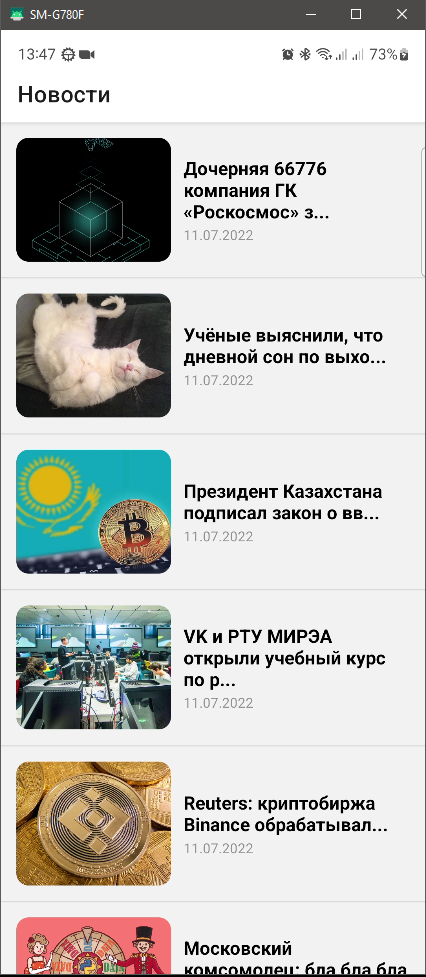 SM-G780F
13:47
73%
Новости
Дочерняя 66776
компания ГК
«Роскосмос» з...
11.07.2022
Учёные выяснили, что
дневной сон по выхо...
11.07.2022
Президент Казахстана
подписал закон о вв...
11.07.2022
VK и РТУ МИРЭА
открыли учебный курс
по р...
11.07.2022
Reuters: криптобиржа
Binance обрабатывал...
11.07.2022
Московский
комсомолец: бла бла бла